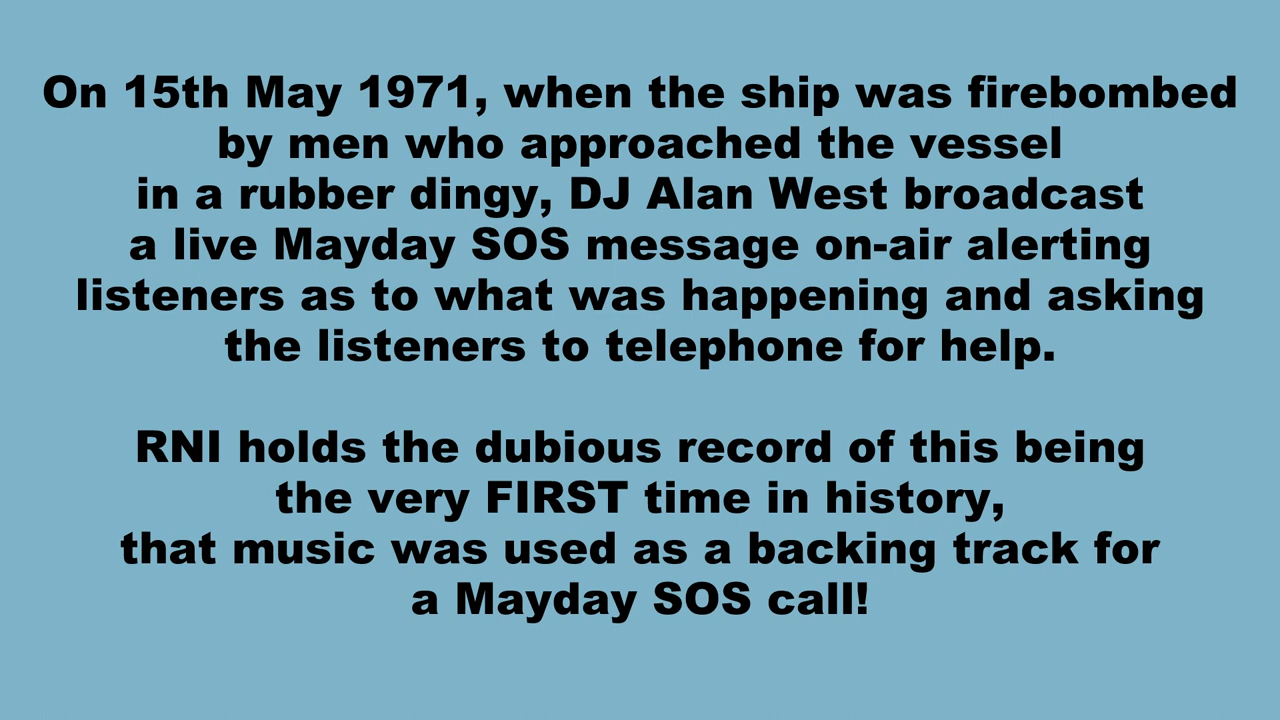 On 15th May 1971, when the ship was firebombed
by men who approached the vessel
in a rubber dingy, DJ Alan West broadcast
a live Mayday SOS message on-air alerting
listeners as to what was happening and asking
the listeners to telephone for help.
RNI holds the dubious record of this being
the very FIRST time in history,
that music was used as a backing track for
a Mayday SOS call!